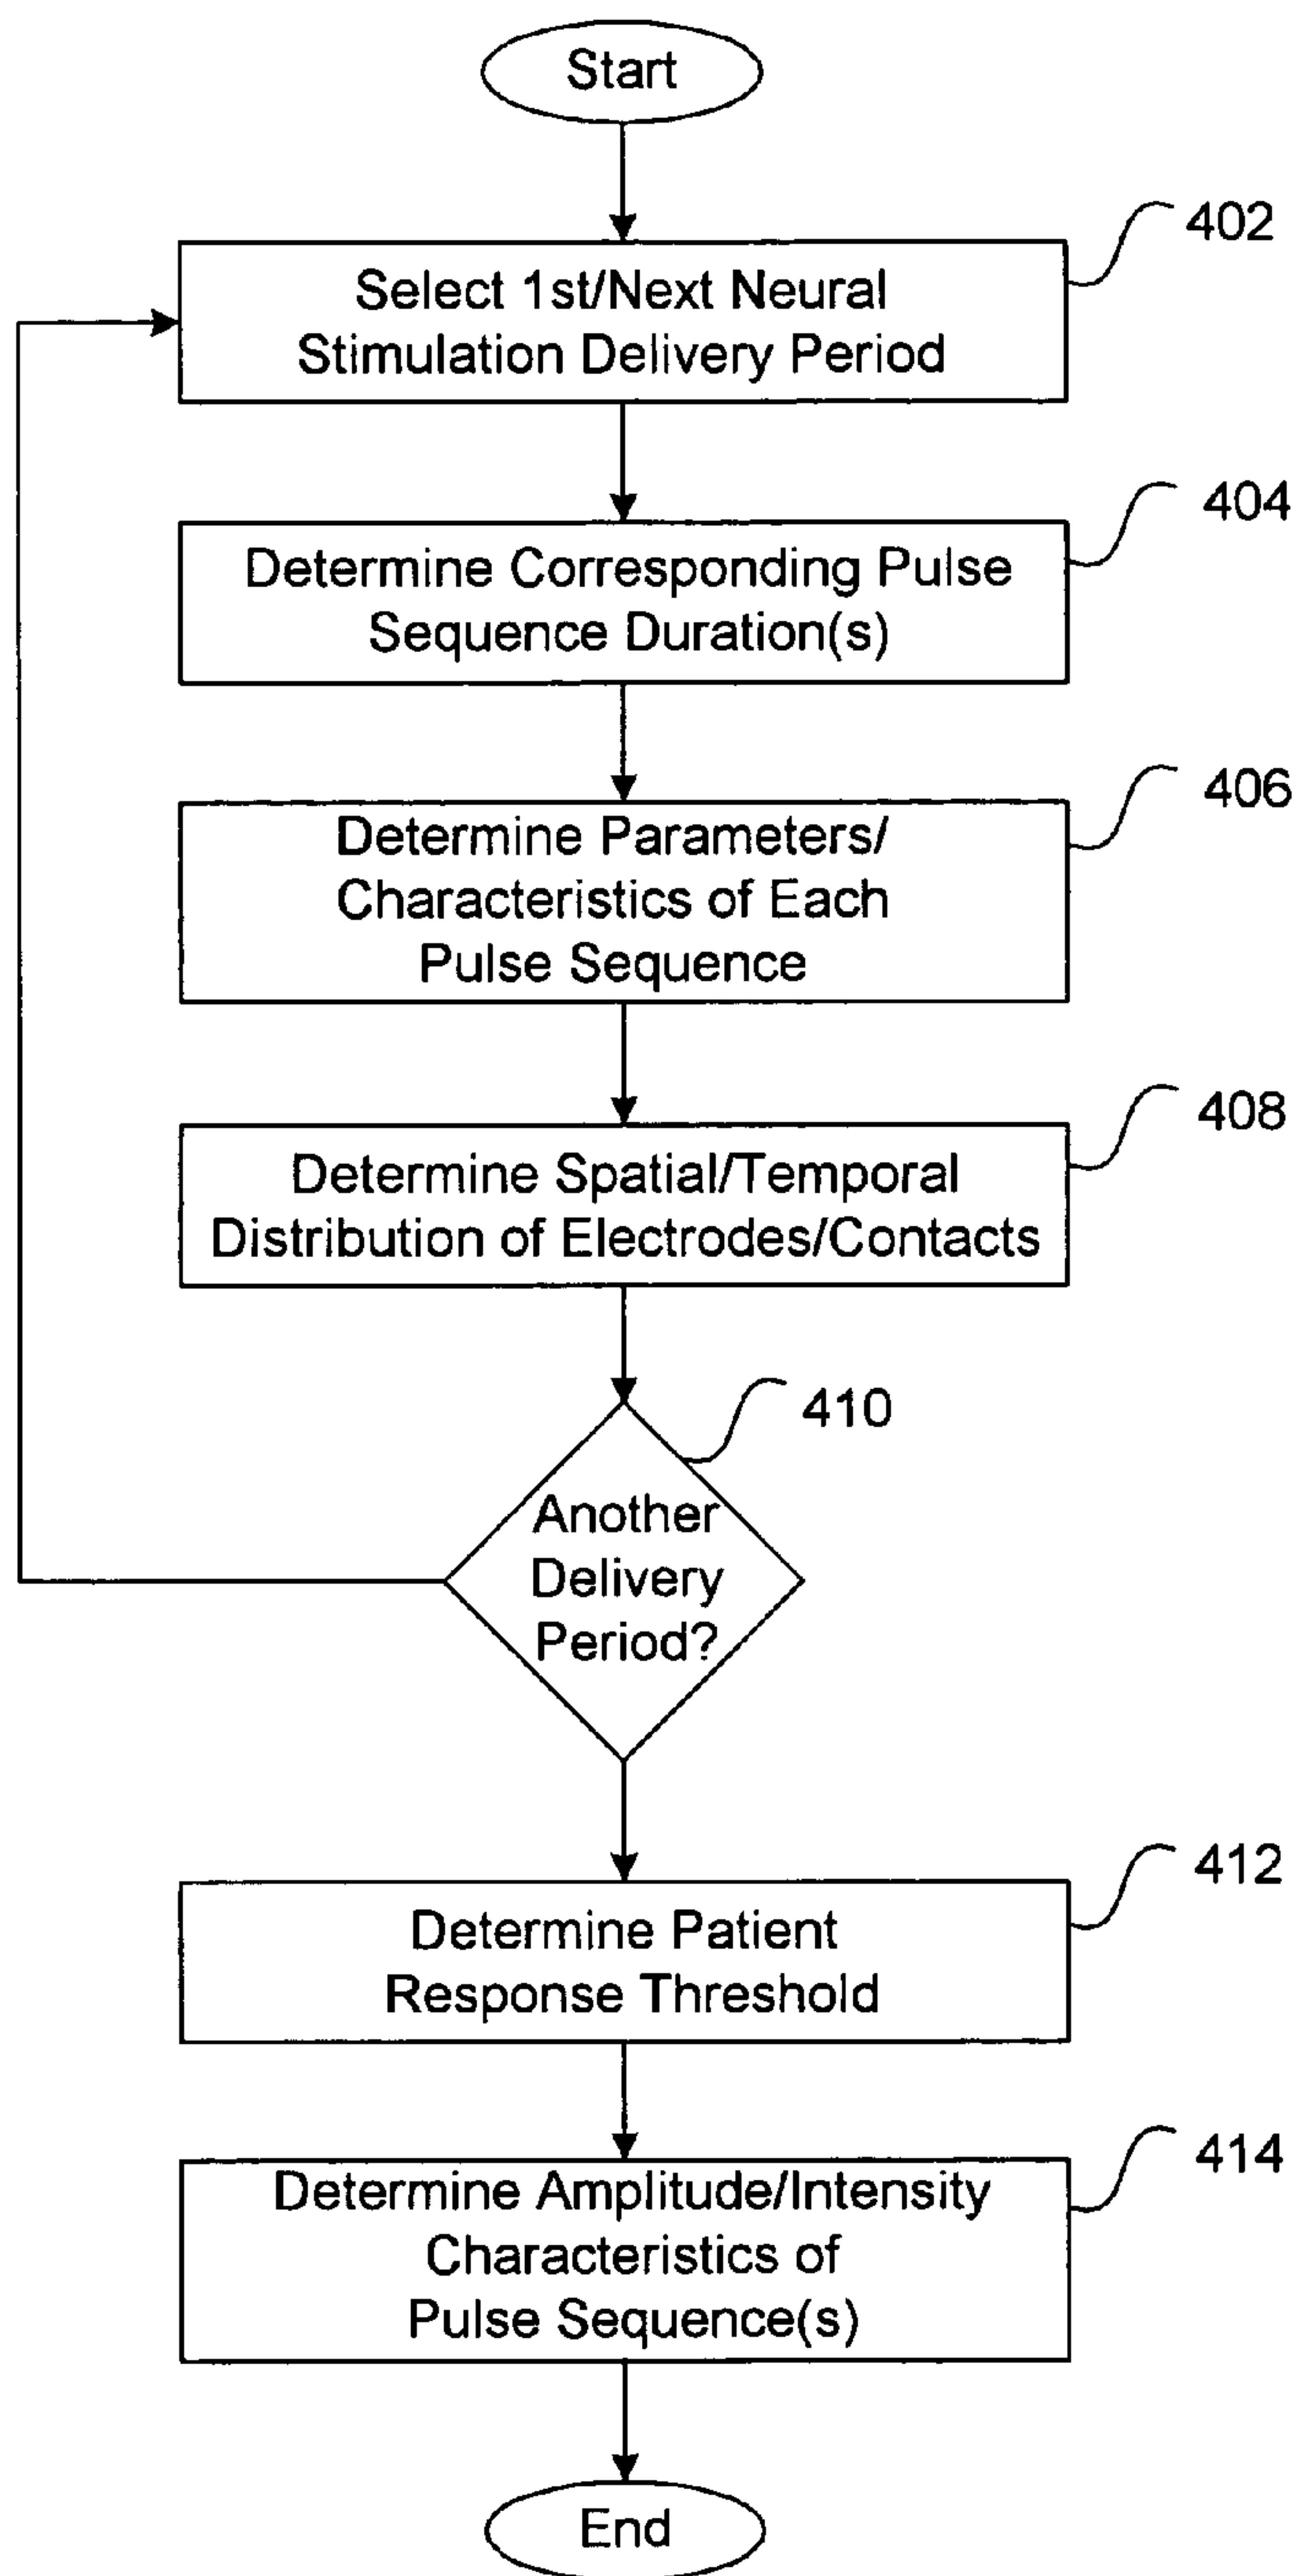 Start
402
Select 1st/Next Neural
Stimulation Delivery Period
404
Determine Corresponding Pulse
Sequence Duration(s)
406
Determine Parameters/
Characteristics of Each
Pulse Sequence
408
Determine Spatial/Temporal
Distribution of Electrodes/Contacts
410
Another
Delivery
Period?
412
Determine Patient
Response Threshold
414
Determine Amplitude/Intensity
Characteristics of
Pulse Sequence(s)
End